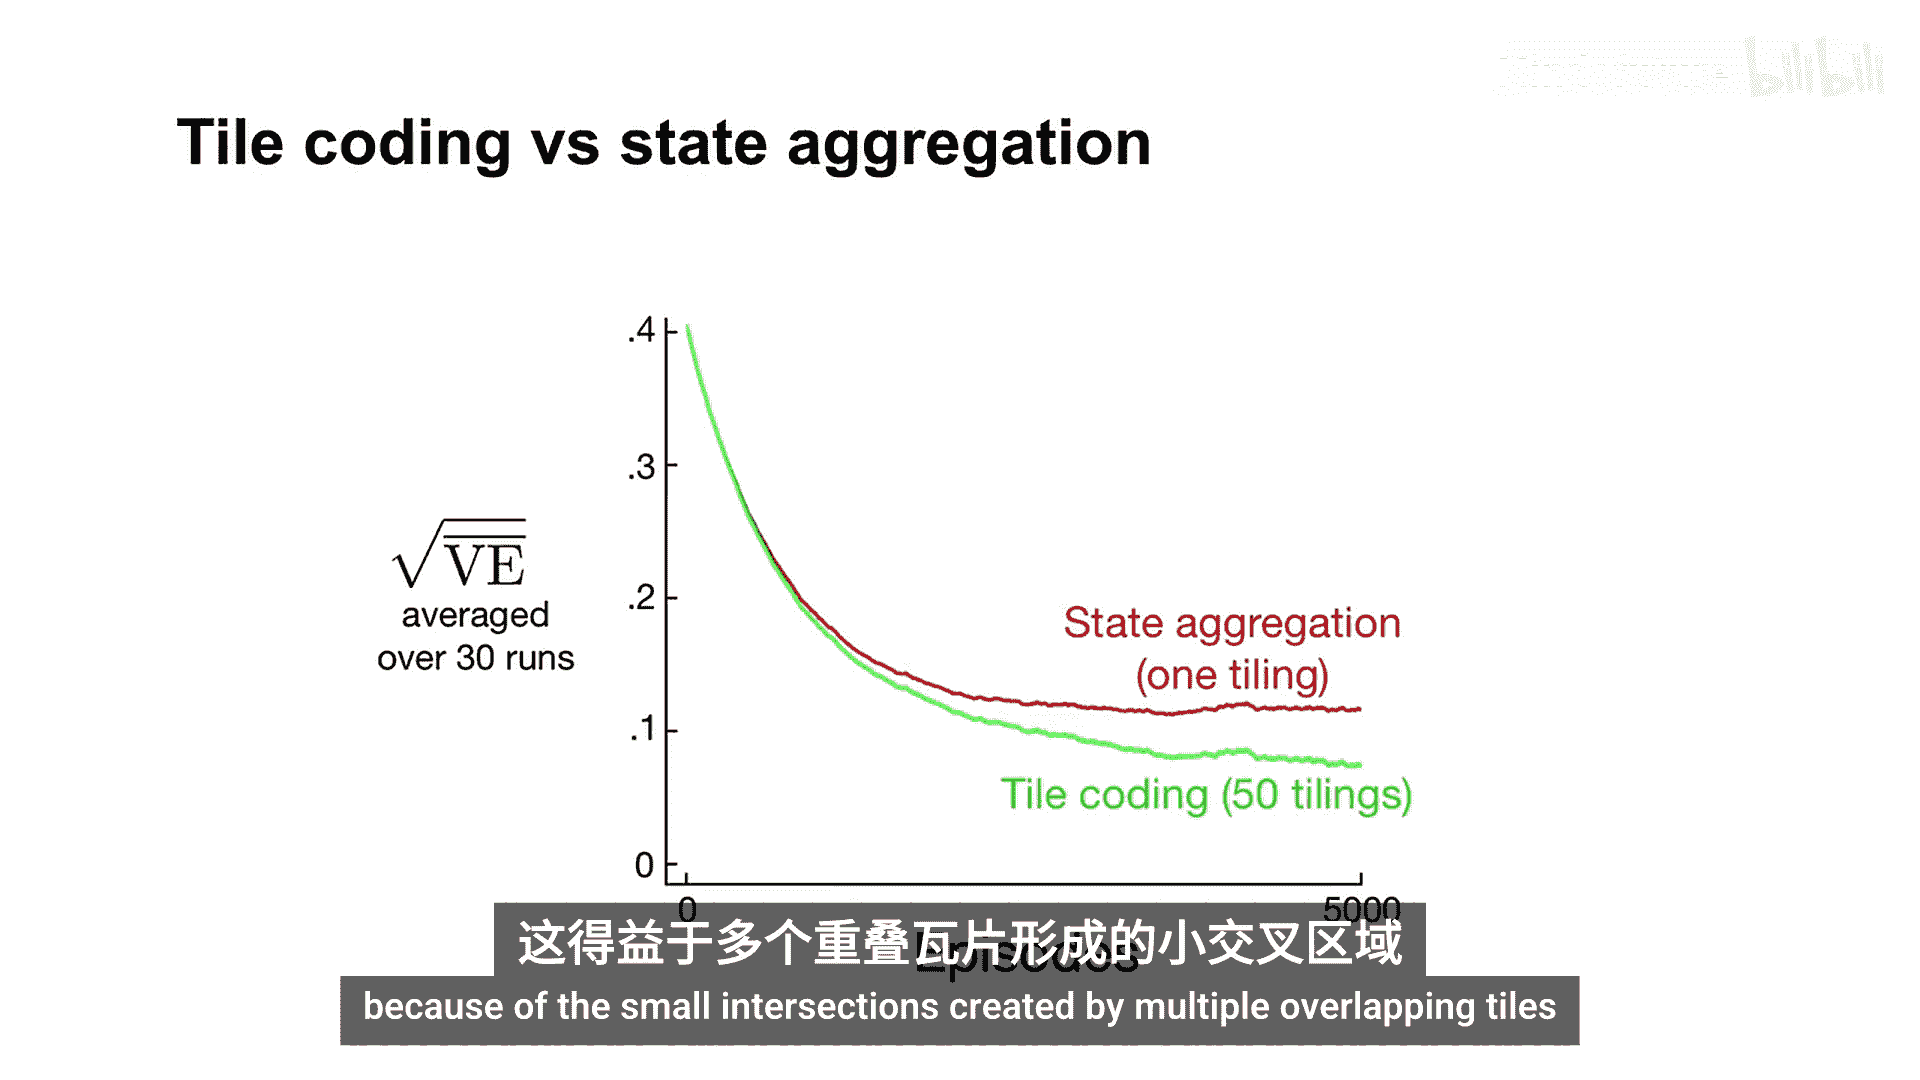 bilibili
Tile coding vs state aggregation
.4
.3
.2
.1
0
√VE
averaged
over 30 runs
State aggregation
(one tiling)
Tile coding (50 tilings)
0
5000
Episodes
这得益于多个重叠瓦片形成的小交叉区域
because of the small intersections created by multiple overlapping tiles